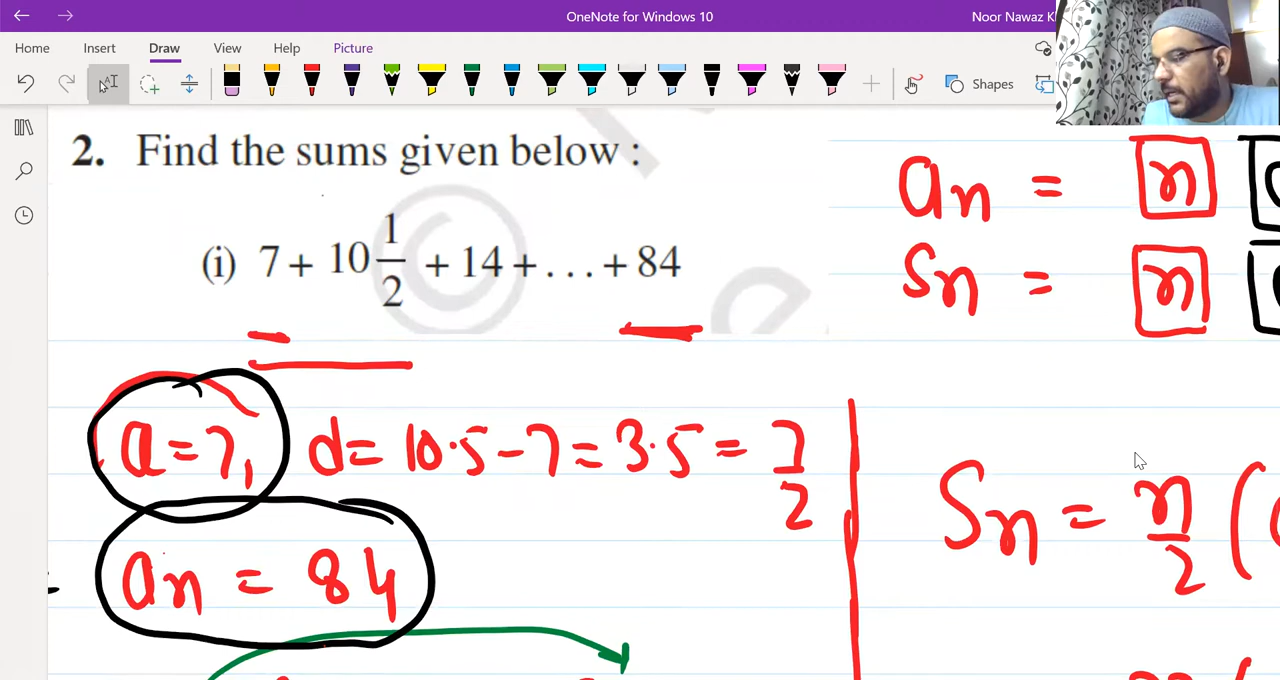 OneNote for Windows 10
Noor Nawaz K
Home Insert Draw View Help Picture
Shapes
2. Find the sums given below :
(i) 7 + 10 1/2 + 14 + . . . + 84
an = n
Sn = n
a = 7, d = 10.5 - 7 = 3.5 = 7/2
an = 84
Sn = n/2 (